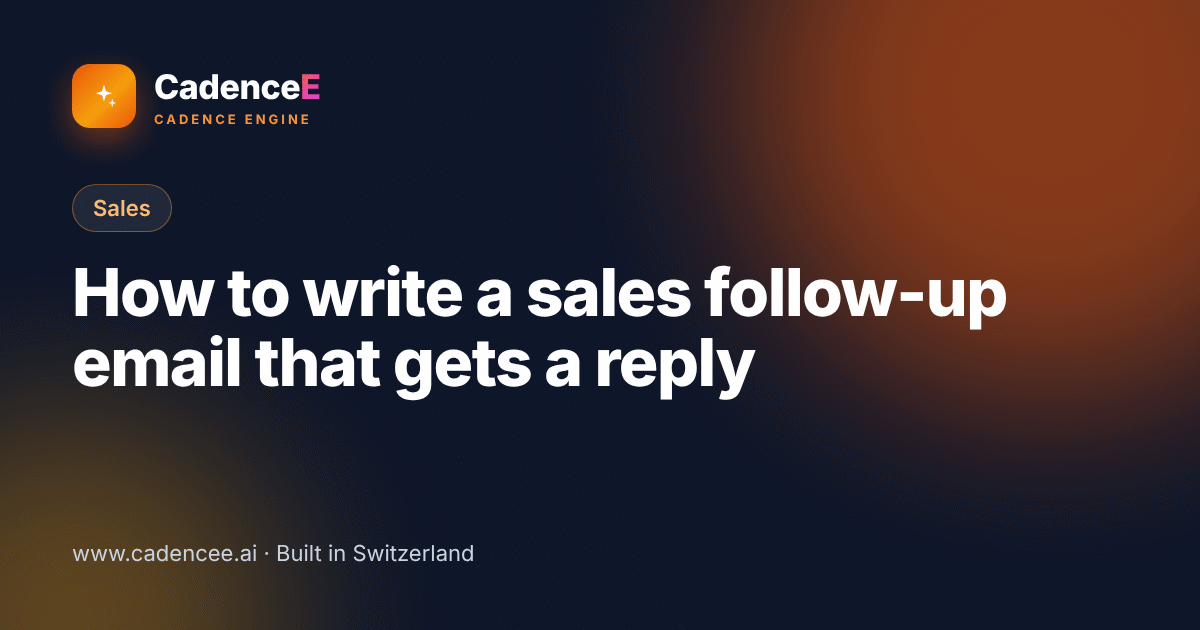 CadenceE
CADENCE ENGINE
Sales
How to write a sales follow-up
email that gets a reply
www.cadencee.ai · Built in Switzerland